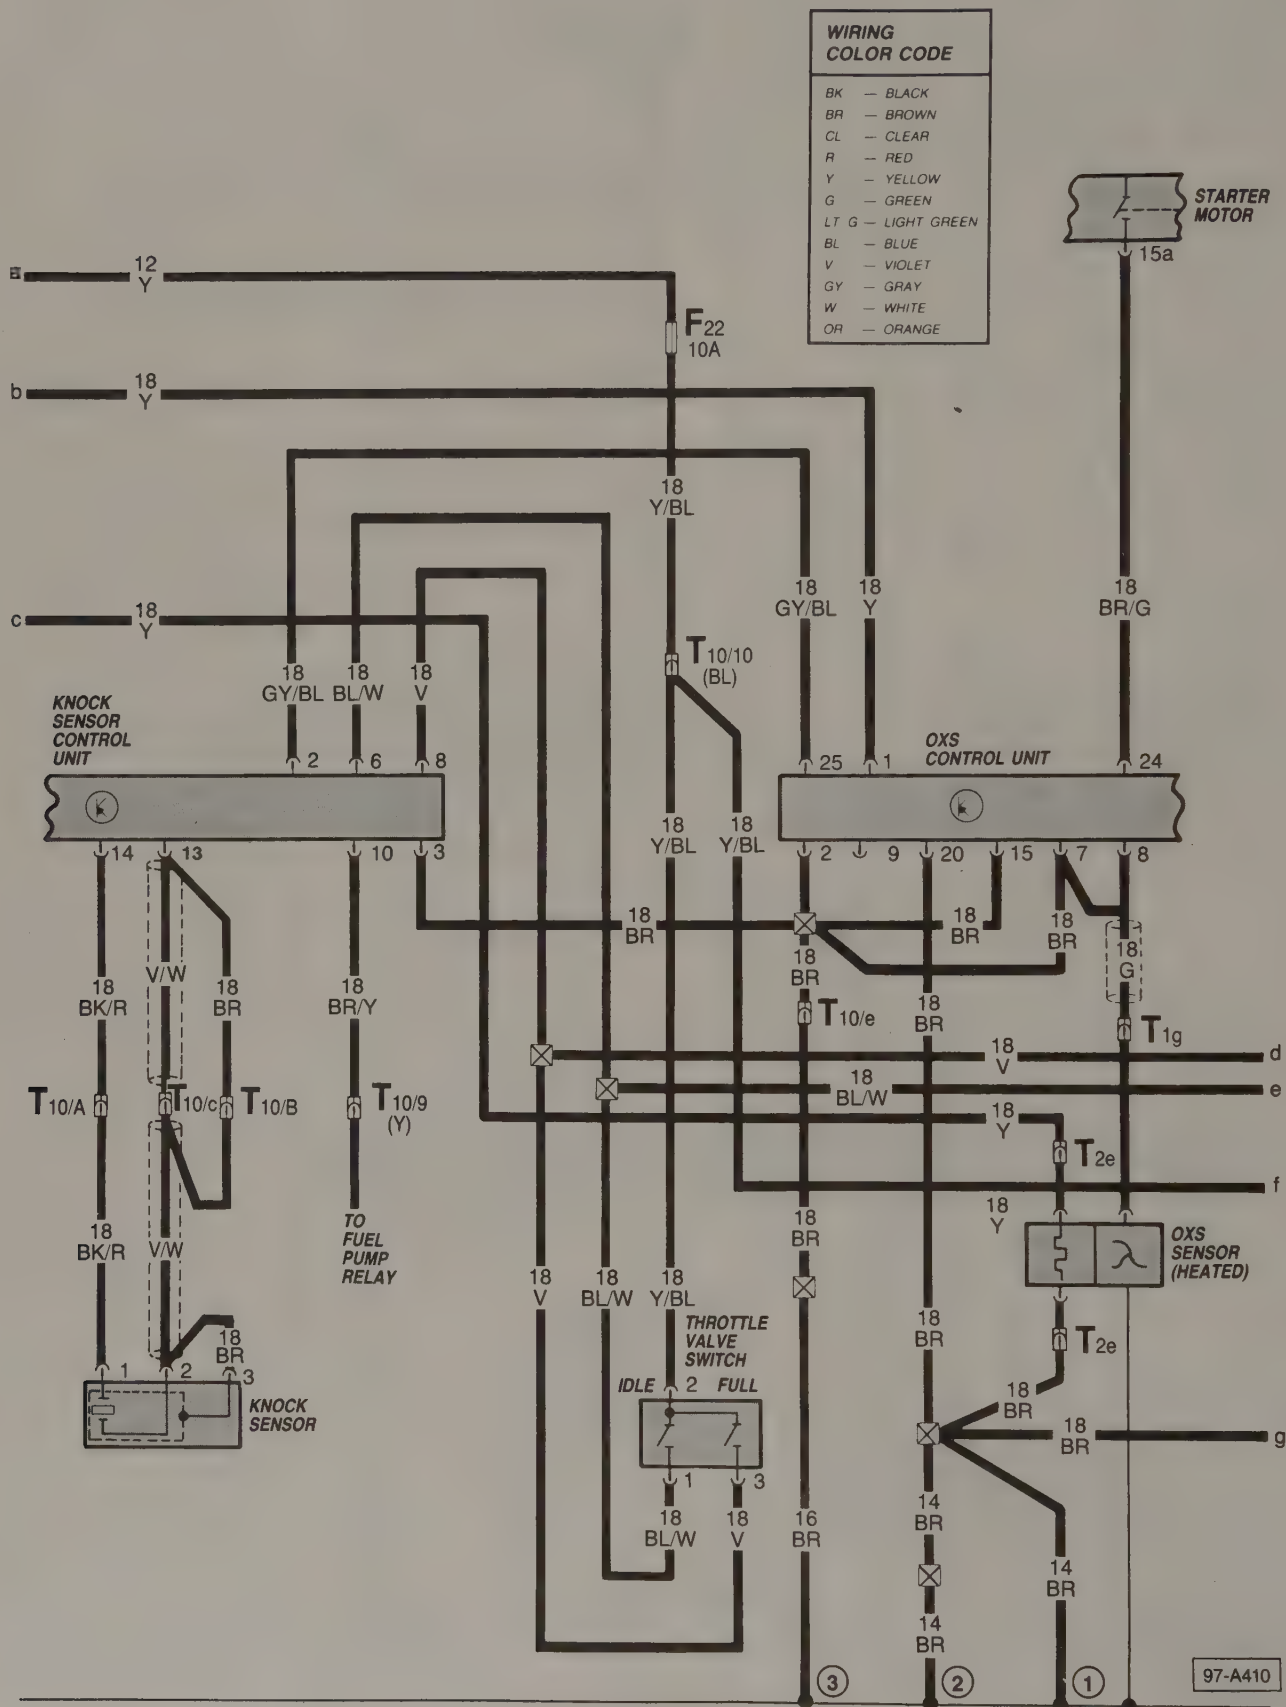 WIRING
COLOR CODE
BK — BLACK
BR — BROWN
CL — CLEAR
R — RED
Y — YELLOW
G — GREEN
LT G — LIGHT GREEN
BL — BLUE
V — VIOLET
GY — GRAY
W — WHITE
OR — ORANGE
STARTER
MOTOR
15a
a
12
Y
F22
10A
b
18
Y
18
Y/BL
c
18
Y
18
GY/BL
18
Y
18
BR/G
T10/10
(BL)
18
GY/BL
18
BL/W
18
V
KNOCK
SENSOR
CONTROL
UNIT
2
6
8
OXS
CONTROL UNIT
25
1
24
14
13
10
3
18
Y/BL
18
Y/BL
2
9
20
15
7
8
18
BR
18
BR
18
BR
18
G
18
BK/R
V/W
18
BR
18
BR/Y
18
BR
T10/e
18
BR
T1g
18
V
d
18
BL/W
e
T10/A
T10/c
T10/B
T10/9
(Y)
18
Y
T2e
f
18
BK/R
V/W
TO
FUEL
PUMP
RELAY
18
BR
18
Y
OXS
SENSOR
(HEATED)
18
V
18
BL/W
18
Y/BL
THROTTLE
VALVE
SWITCH
18
BR
T2e
18
BR
1
2
3
KNOCK
SENSOR
IDLE
2
FULL
18
BR
18
BR
g
1
3
18
BL/W
18
V
16
BR
14
BR
14
BR
14
BR
3
2
1
97-A410